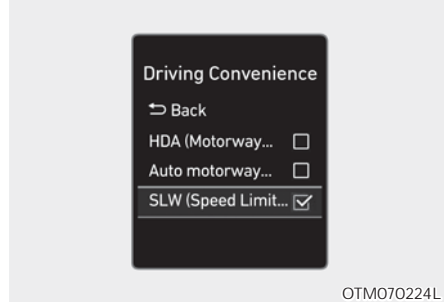 Driving Convenience
Back
HDA (Motorway...
Auto motorway...
SLW (Speed Limit...
OTM070224L